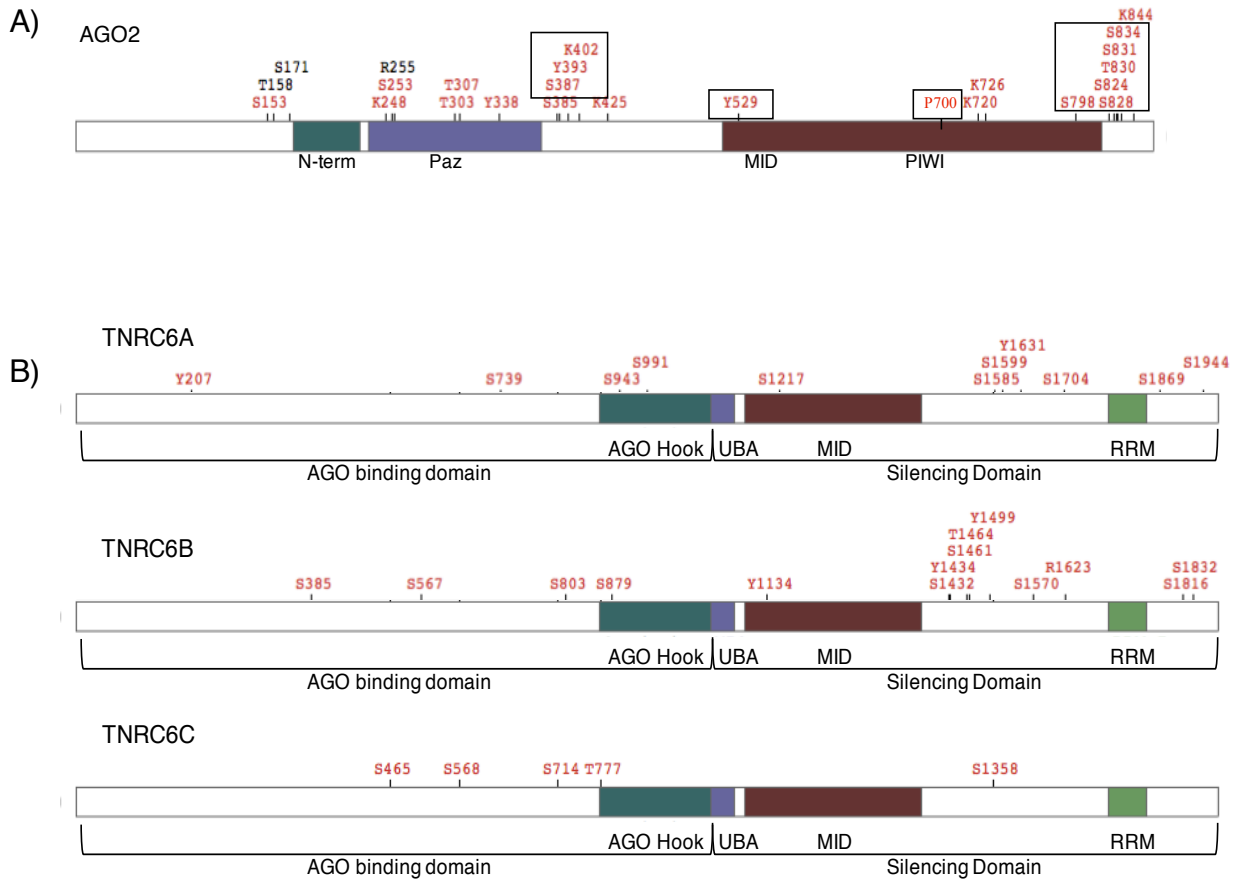 A)
AGO2
K844
S834
K402 S831
S171 R255 Y393 T830
T158 S253 T307 S387 K726 S824
S153 K248 T303 Y338 S385 K425 Y529 P700 K720 S798 S828
N-term Paz MID PIWI
TNRC6A
B)
Y1631
S991 S1599 S1944
Y207 S739 S943 S1217 S1585 S1704 S1869
AGO Hook UBA MID RRM
AGO binding domain Silencing Domain
TNRC6B
Y1499
T1464
S1461
Y1434 R1623 S1832
S385 S567 S803 S879 Y1134 S1432 S1570 S1816
AGO Hook UBA MID RRM
AGO binding domain Silencing Domain
TNRC6C
S465 S568 S714 T777 S1358
AGO Hook UBA MID RRM
AGO binding domain Silencing Domain